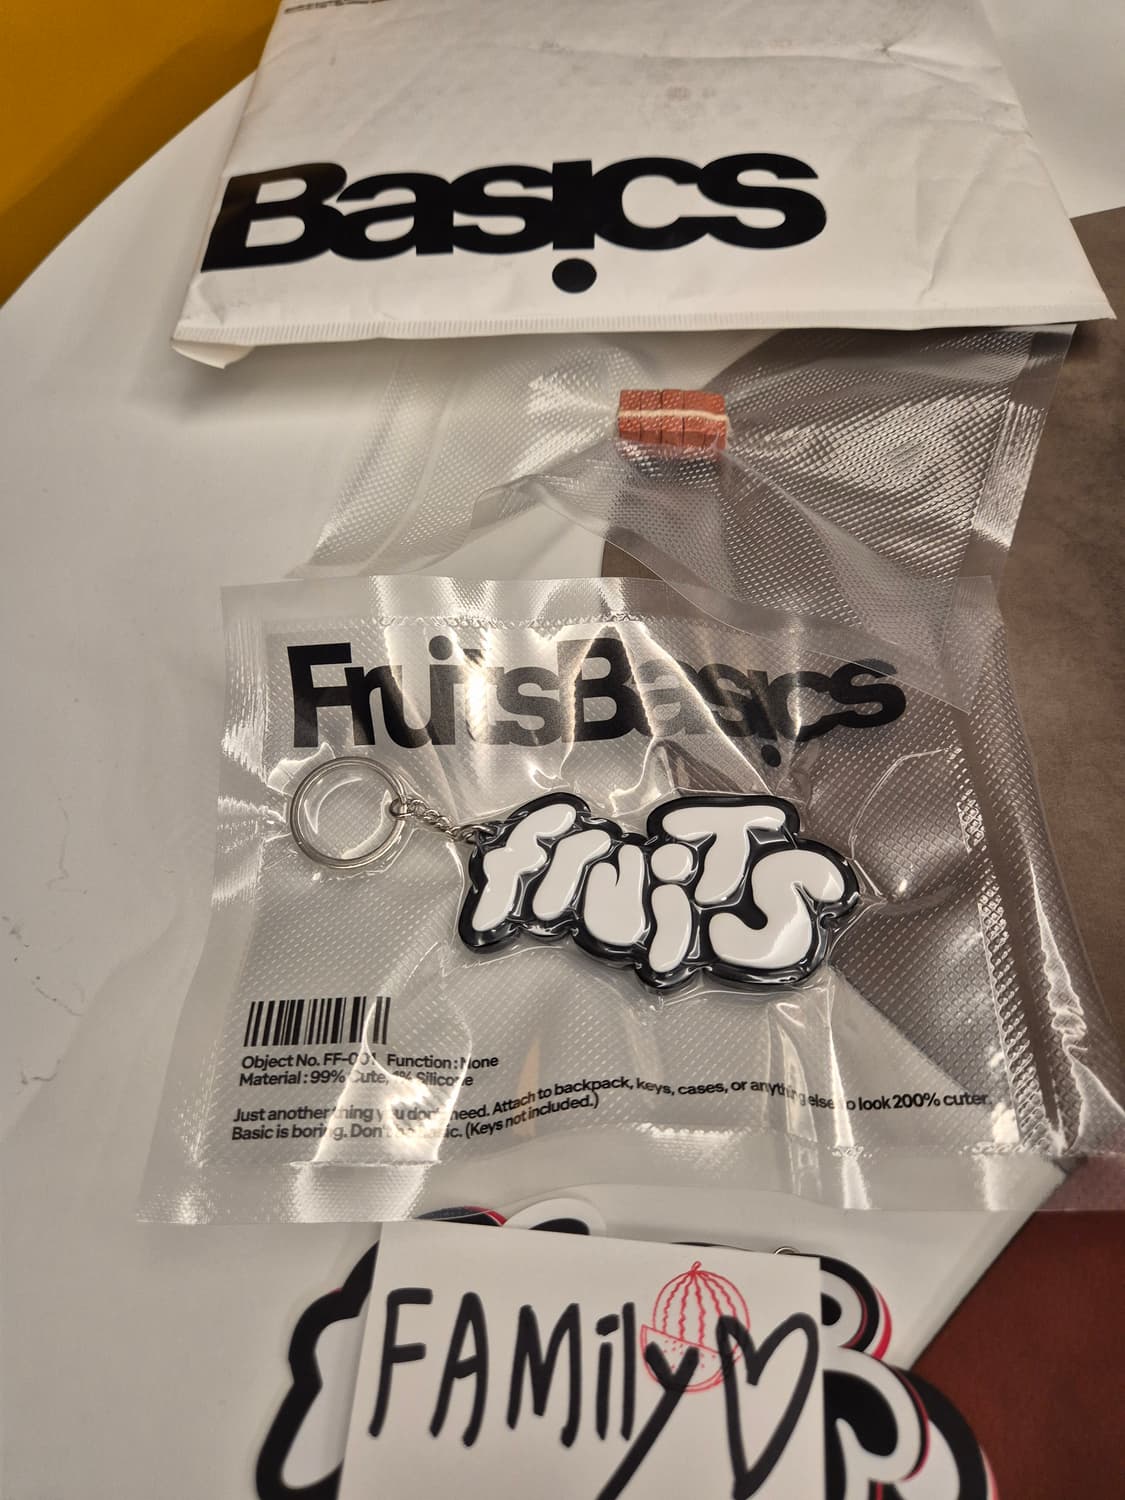 Basics
FruitsBasics
fruiTS
Object No. FF-001 Function : None
Material : 99% Cute, 1% Silicone
Just another thing you don't need. Attach to backpack, keys, cases, or anything else to look 200% cuter.
Basic is boring. Don't be basic. (Keys not included.)
FAMily